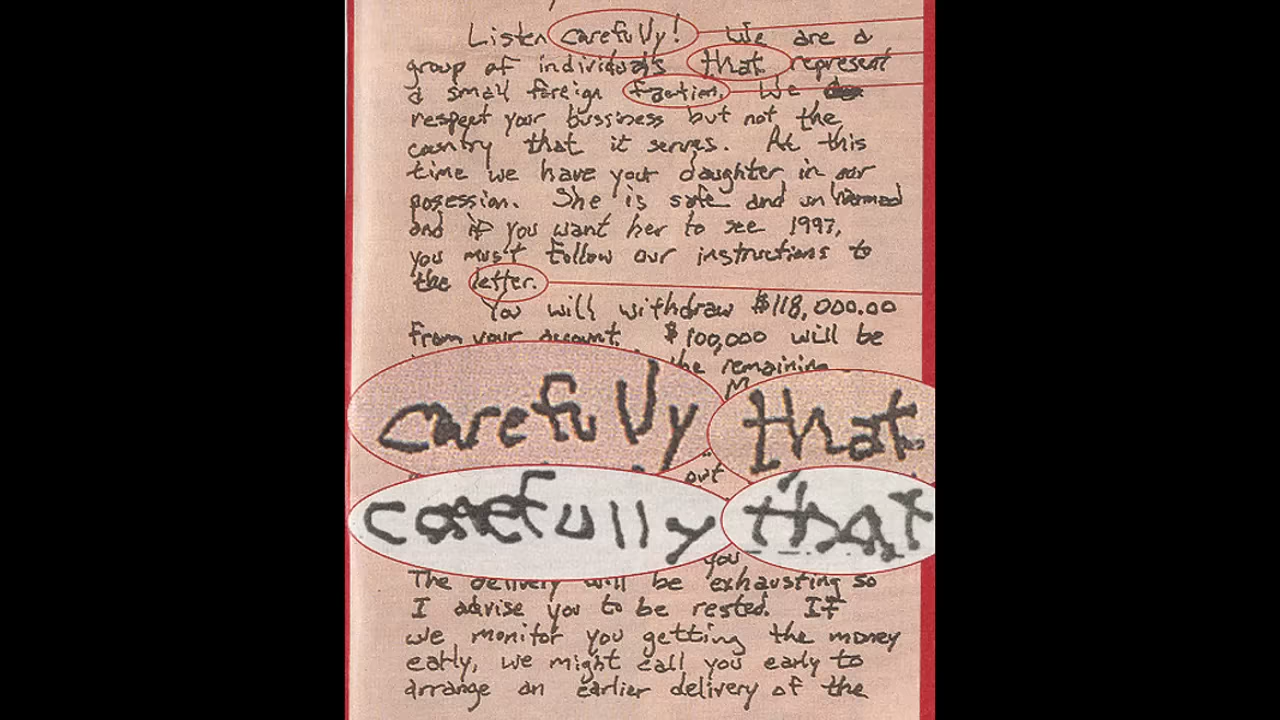 Listen carefully! We are a
group of individuals that represent
a small foreign faction. We
respect your bussiness but not the
country that it serves. At this
time we have your daughter in our
posession. She is safe and un harmed
and if you want her to see 1997,
you must follow our instructions to
the letter.
You will withdraw $118,000.00
from your account. $100,000 will be
the remaining
carefully that
out
carefully that
you
The delivery will be exhausting so
I advise you to be rested. If
we monitor you getting the money
early, we might call you early to
arrange an earlier delivery of the